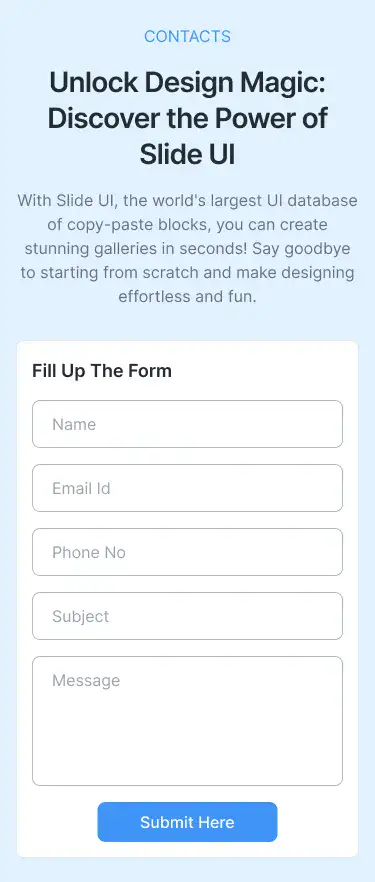 CONTACTS
Unlock Design Magic:
Discover the Power of
Slide UI
With Slide UI, the world's largest UI database
of copy-paste blocks, you can create
stunning galleries in seconds! Say goodbye
to starting from scratch and make designing
effortless and fun.
Fill Up The Form
Name
Email Id
Phone No
Subject
Message
Submit Here